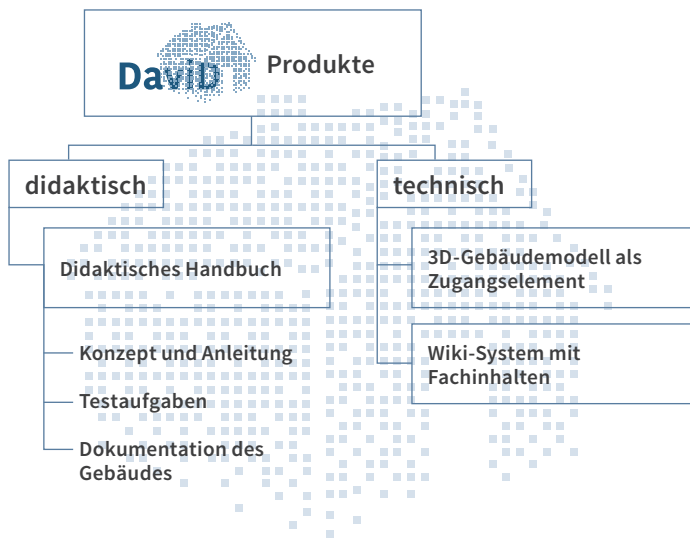 DaviD
Produkte
didaktisch
technisch
Didaktisches Handbuch
Konzept und Anleitung
Testaufgaben
Dokumentation des
Gebäudes
3D-Gebäudemodell als
Zugangselement
Wiki-System mit
Fachinhalten